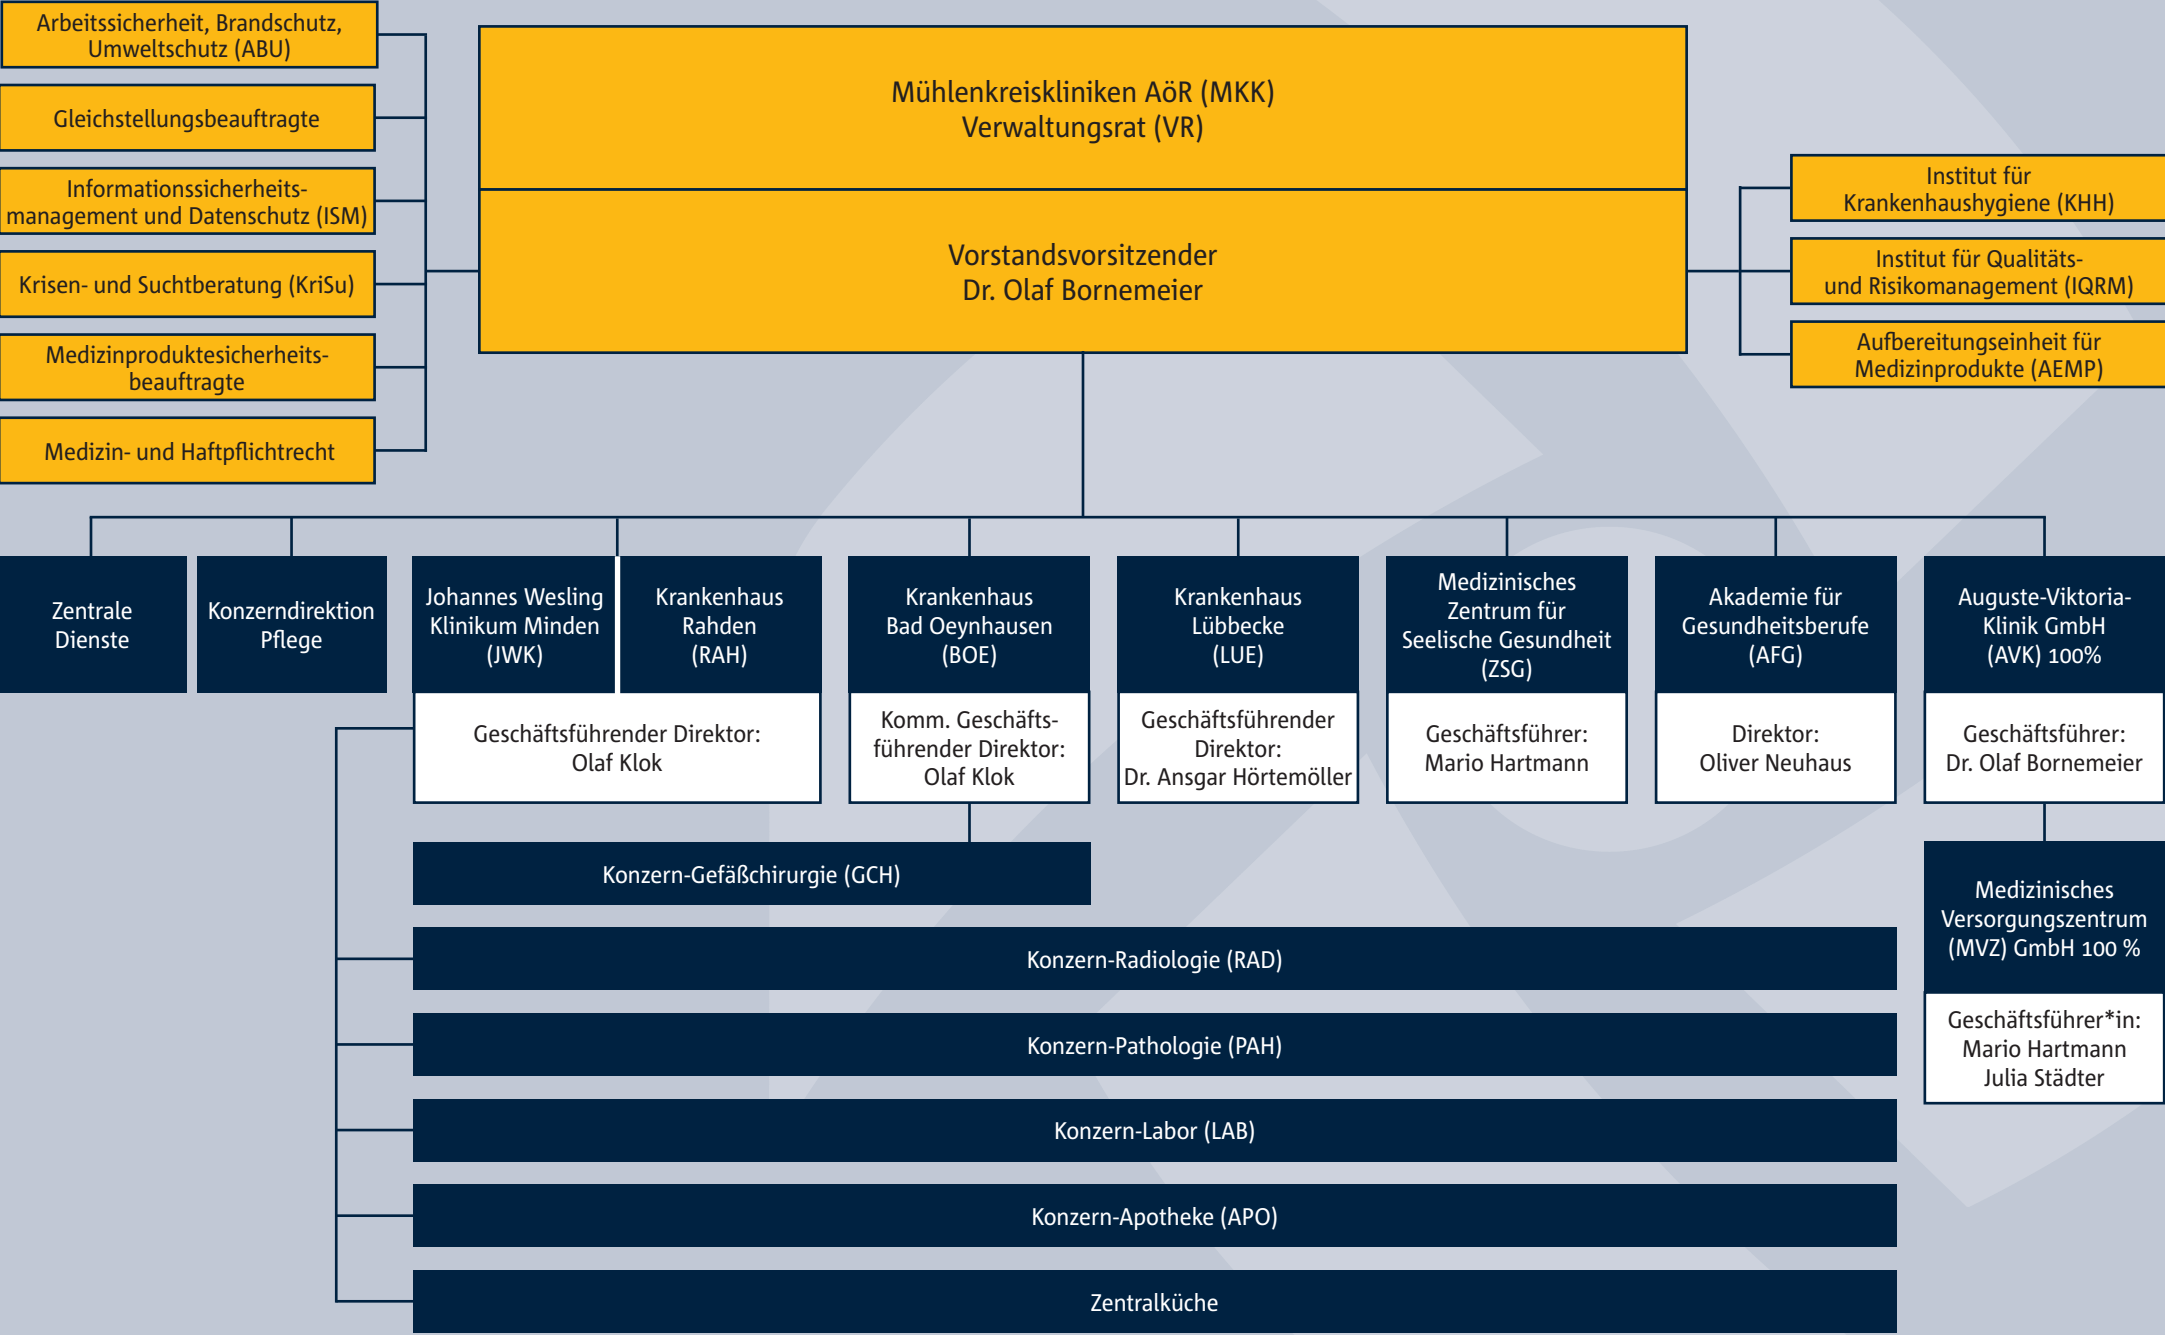 Arbeitssicherheit, Brandschutz,
Umweltschutz (ABU)
Gleichstellungsbeauftragte
Informationssicherheits-
management und Datenschutz (ISM)
Krisen- und Suchtberatung (KriSu)
Medizinproduktesicherheits-
beauftragte
Medizin- und Haftpflichtrecht
Mühlenkreiskliniken AöR (MKK)
Verwaltungsrat (VR)
Vorstandsvorsitzender
Dr. Olaf Bornemeier
Institut für
Krankenhaushygiene (KHH)
Institut für Qualitäts-
und Risikomanagement (IQRM)
Aufbereitungseinheit für
Medizinprodukte (AEMP)
Zentrale
Dienste
Konzerndirektion
Pflege
Johannes Wesling
Klinikum Minden
(JWK)
Krankenhaus
Rahden
(RAH)
Geschäftsführender Direktor:
Olaf Klok
Krankenhaus
Bad Oeynhausen
(BOE)
Komm. Geschäfts-
führender Direktor:
Olaf Klok
Krankenhaus
Lübbecke
(LUE)
Geschäftsführender
Direktor:
Dr. Ansgar Hörtemöller
Medizinisches
Zentrum für
Seelische Gesundheit
(ZSG)
Geschäftsführer:
Mario Hartmann
Akademie für
Gesundheitsberufe
(AFG)
Direktor:
Oliver Neuhaus
Auguste-Viktoria-
Klinik GmbH
(AVK) 100%
Geschäftsführer:
Dr. Olaf Bornemeier
Medizinisches
Versorgungszentrum
(MVZ) GmbH 100 %
Geschäftsführer*in:
Mario Hartmann
Julia Städter
Konzern-Gefäßchirurgie (GCH)
Konzern-Radiologie (RAD)
Konzern-Pathologie (PAH)
Konzern-Labor (LAB)
Konzern-Apotheke (APO)
Zentralküche